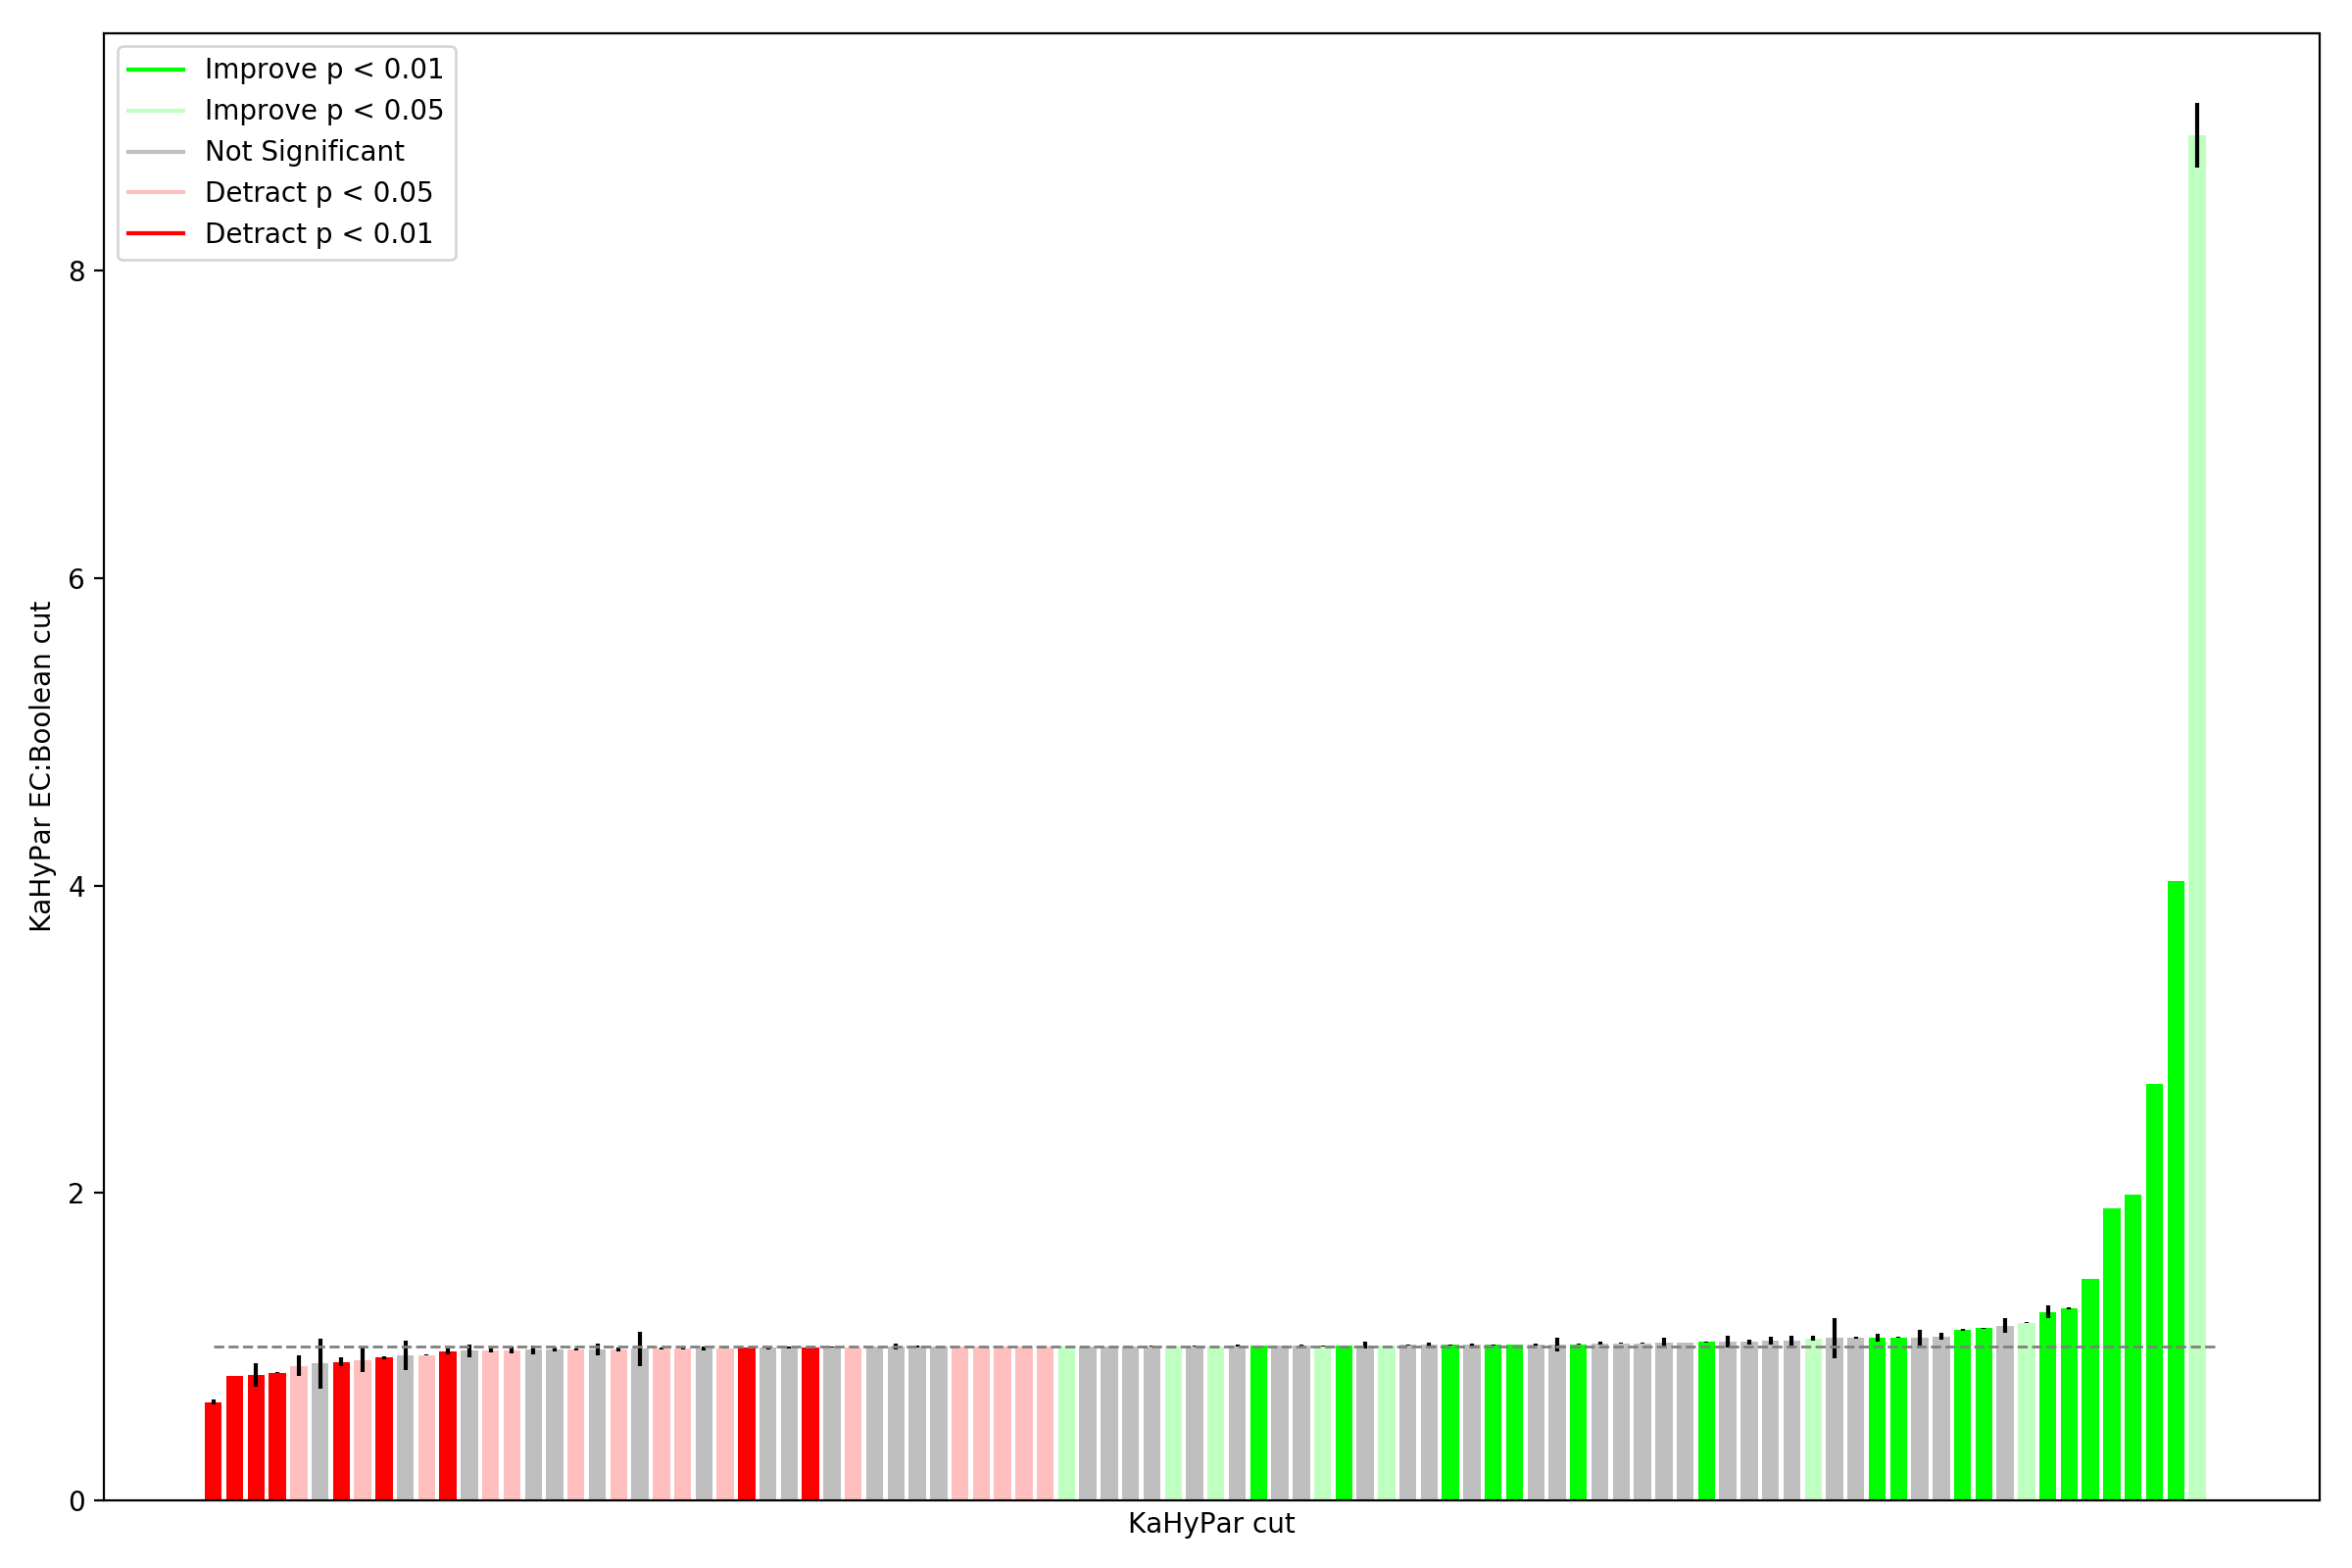 Improve p < 0.01
Improve p < 0.05
Not Significant
Detract p < 0.05
Detract p < 0.01
8
6
4
2
0
KaHyPar EC:Boolean cut
KaHyPar cut